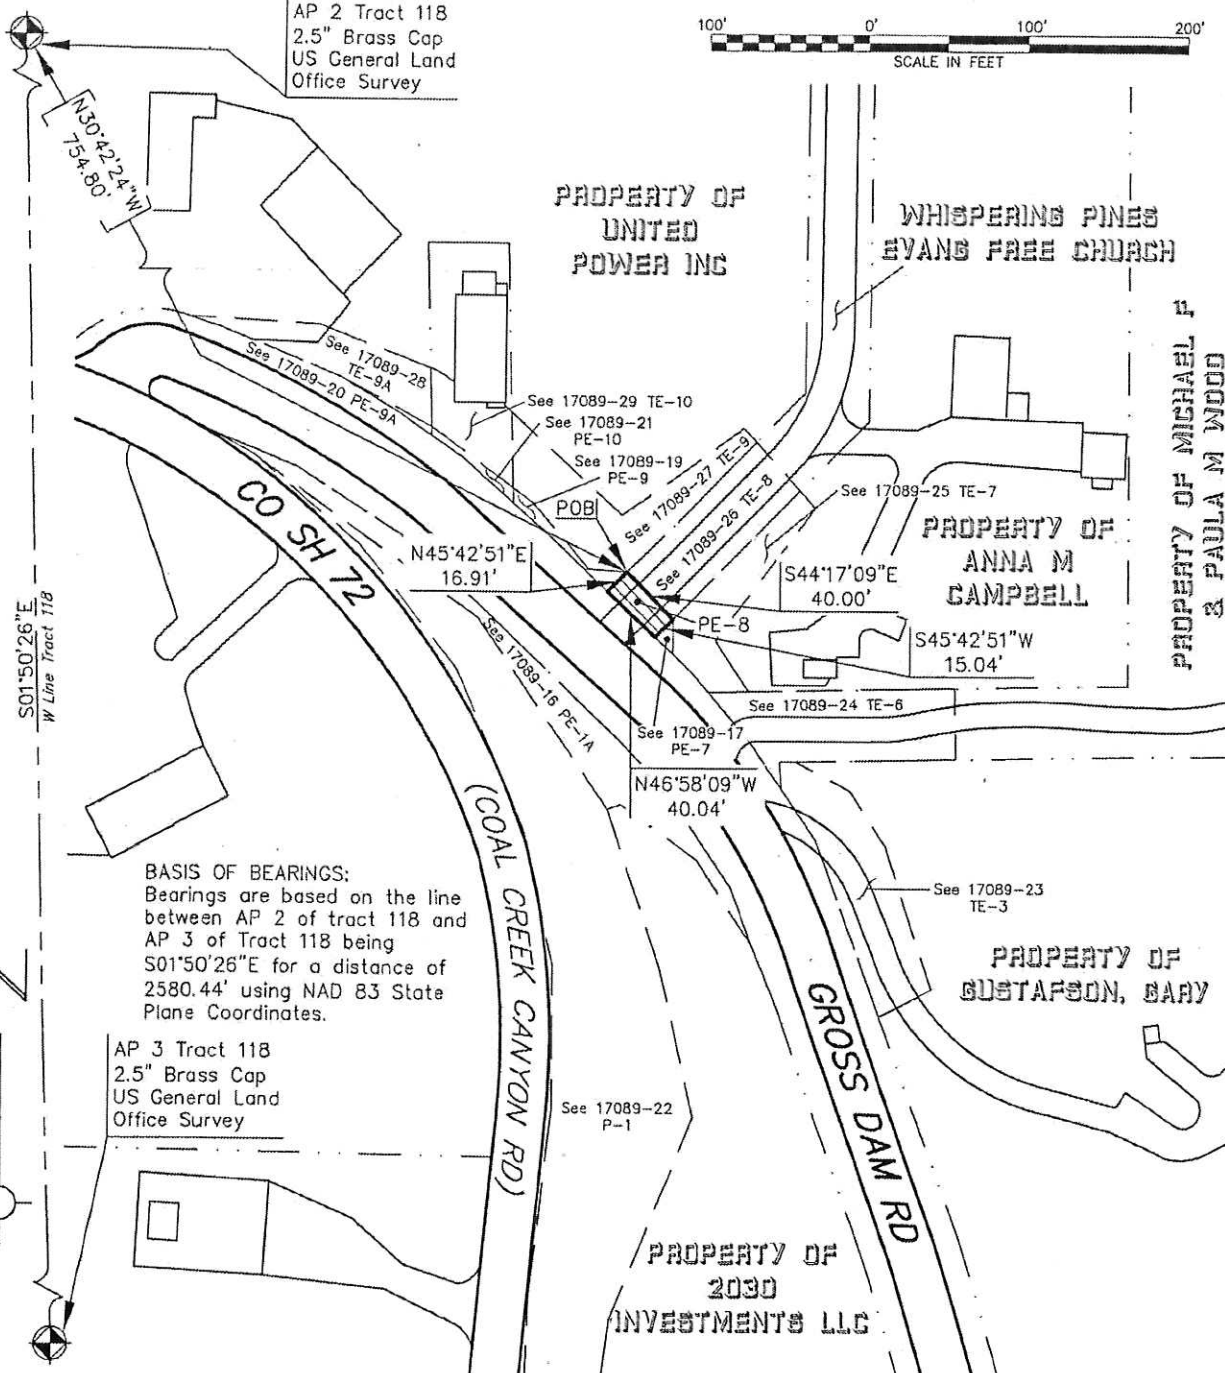 AP 2 Tract 118
2.5" Brass Cap
US General Land
Office Survey
100' 0' 100' 200'
SCALE IN FEET
N30°42'24"W
754.80'
PROPERTY OF
UNITED
POWER INC
WHISPERING PINES
EVANG FREE CHURCH
PROPERTY OF MICHAEL F
& PAULA M WOOD
See 17089-28
TE-9A
See 17089-20 PE-9A
See 17089-29 TE-10
See 17089-21
PE-10
See 17089-19
PE-9
POB
See 17089-27 TE-9
See 17089-26 TE-8
See 17089-25 TE-7
PROPERTY OF
ANNA M
CAMPBELL
N45°42'51"E
16.91'
S44°17'09"E
40.00'
PE-8
S45°42'51"W
15.04'
CO SH 72
See 17089-16 PE-1A
See 17089-24 TE-6
See 17089-17
PE-7
N46°58'09"W
40.04'
S01°50'26"E
W Line Tract 118
(COAL CREEK CANYON RD)
BASIS OF BEARINGS:
Bearings are based on the line
between AP 2 of tract 118 and
AP 3 of Tract 118 being
S01°50'26"E for a distance of
2580.44' using NAD 83 State
Plane Coordinates.
See 17089-23
TE-3
PROPERTY OF
GUSTAFSON, GARY
GROSS DAM RD
AP 3 Tract 118
2.5" Brass Cap
US General Land
Office Survey
See 17089-22
P-1
PROPERTY OF
2030
INVESTMENTS LLC